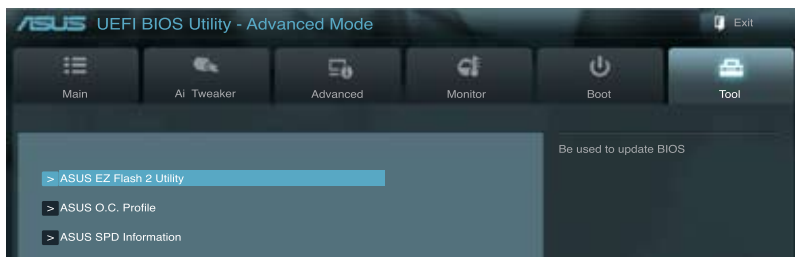 ASUS UEFI BIOS Utility - Advanced Mode
Exit
Main
Ai Tweaker
Advanced
Monitor
Boot
Tool
Be used to update BIOS
> ASUS EZ Flash 2 Utility
> ASUS O.C. Profile
> ASUS SPD Information